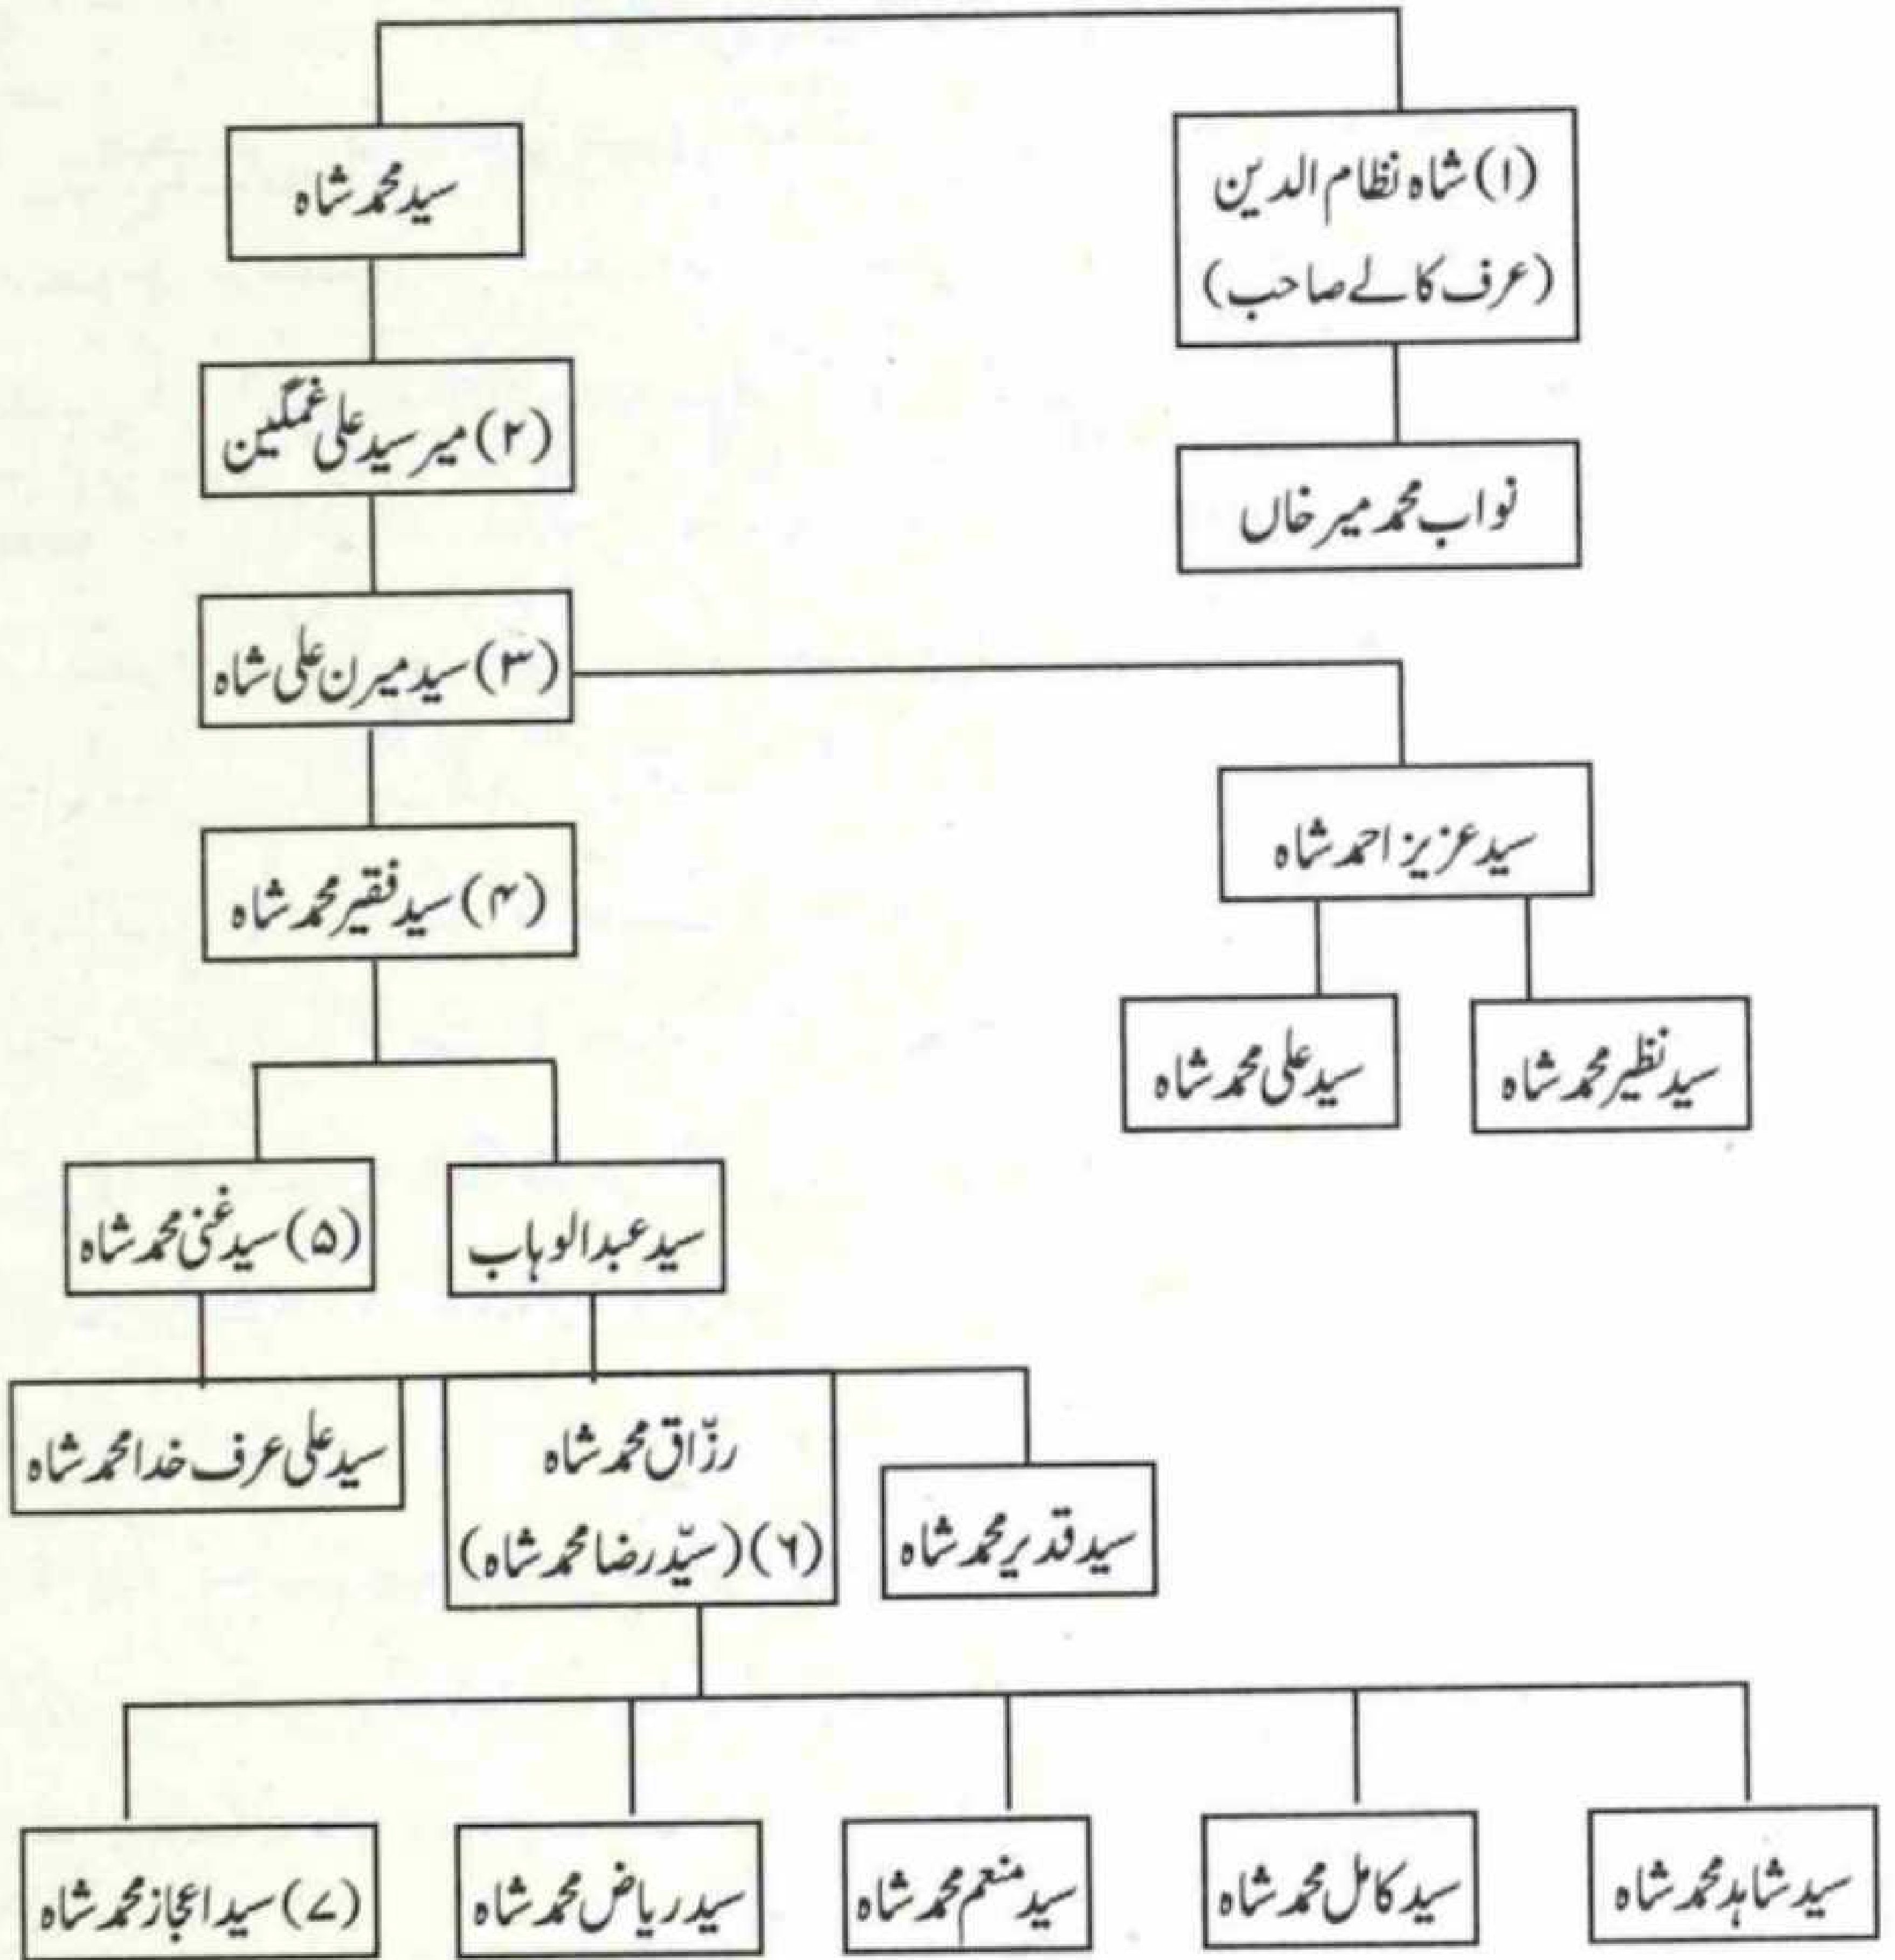 (۱) شاہ نظام الدین
(عرف کالے صاحب)
سید محمد شاہ
(۲) میر سید علی غمگین
نواب محمد میر خاں
(۳) سید میرن علی شاہ
سید عزیز احمد شاہ
(۴) سید فقیر محمد شاہ
سید نظیر محمد شاہ
سید علی محمد شاہ
سید عبدالوہاب
(۵) سید غنی محمد شاہ
سید قدیر محمد شاہ
رزّاق محمد شاہ
(۶) (سیّد رضا محمد شاہ)
سید علی عرف خدا محمد شاہ
سید شاہد محمد شاہ
سید کامل محمد شاہ
سید منعم محمد شاہ
سید ریاض محمد شاہ
(۷) سید اعجاز محمد شاہ